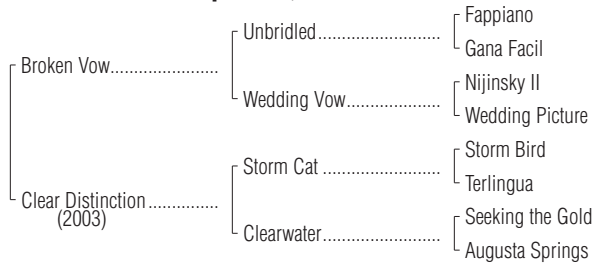 Fappiano
Unbridled....................
Gana Facil
Broken Vow......................
Nijinsky II
Wedding Vow.................
Wedding Picture
Storm Bird
Storm Cat .....................
Terlingua
Clear Distinction..............
(2003)
Seeking the Gold
Clearwater.....................
Augusta Springs